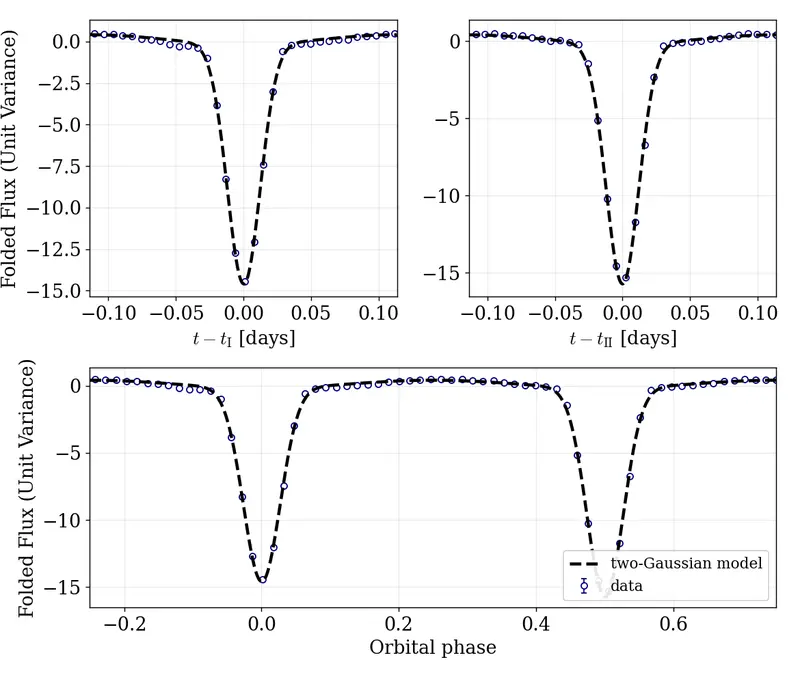 Folded Flux (Unit Variance)
0.0
−2.5
−5.0
−7.5
−10.0
−12.5
−15.0
−0.10 −0.05 0.00 0.05 0.10
t − tI [days]
0
−5
−10
−15
−0.10 −0.05 0.00 0.05 0.10
t − tII [days]
Folded Flux (Unit Variance)
0
−5
−10
−15
two-Gaussian model
data
−0.2 0.0 0.2 0.4 0.6
Orbital phase